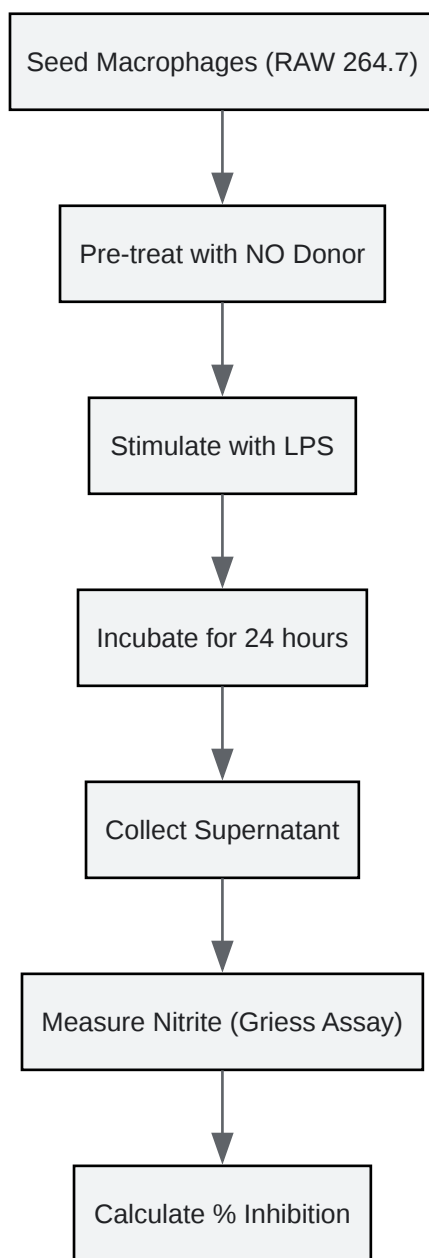 Seed Macrophages (RAW 264.7)
Pre-treat with NO Donor
Stimulate with LPS
Incubate for 24 hours
Collect Supernatant
Measure Nitrite (Griess Assay)
Calculate % Inhibition